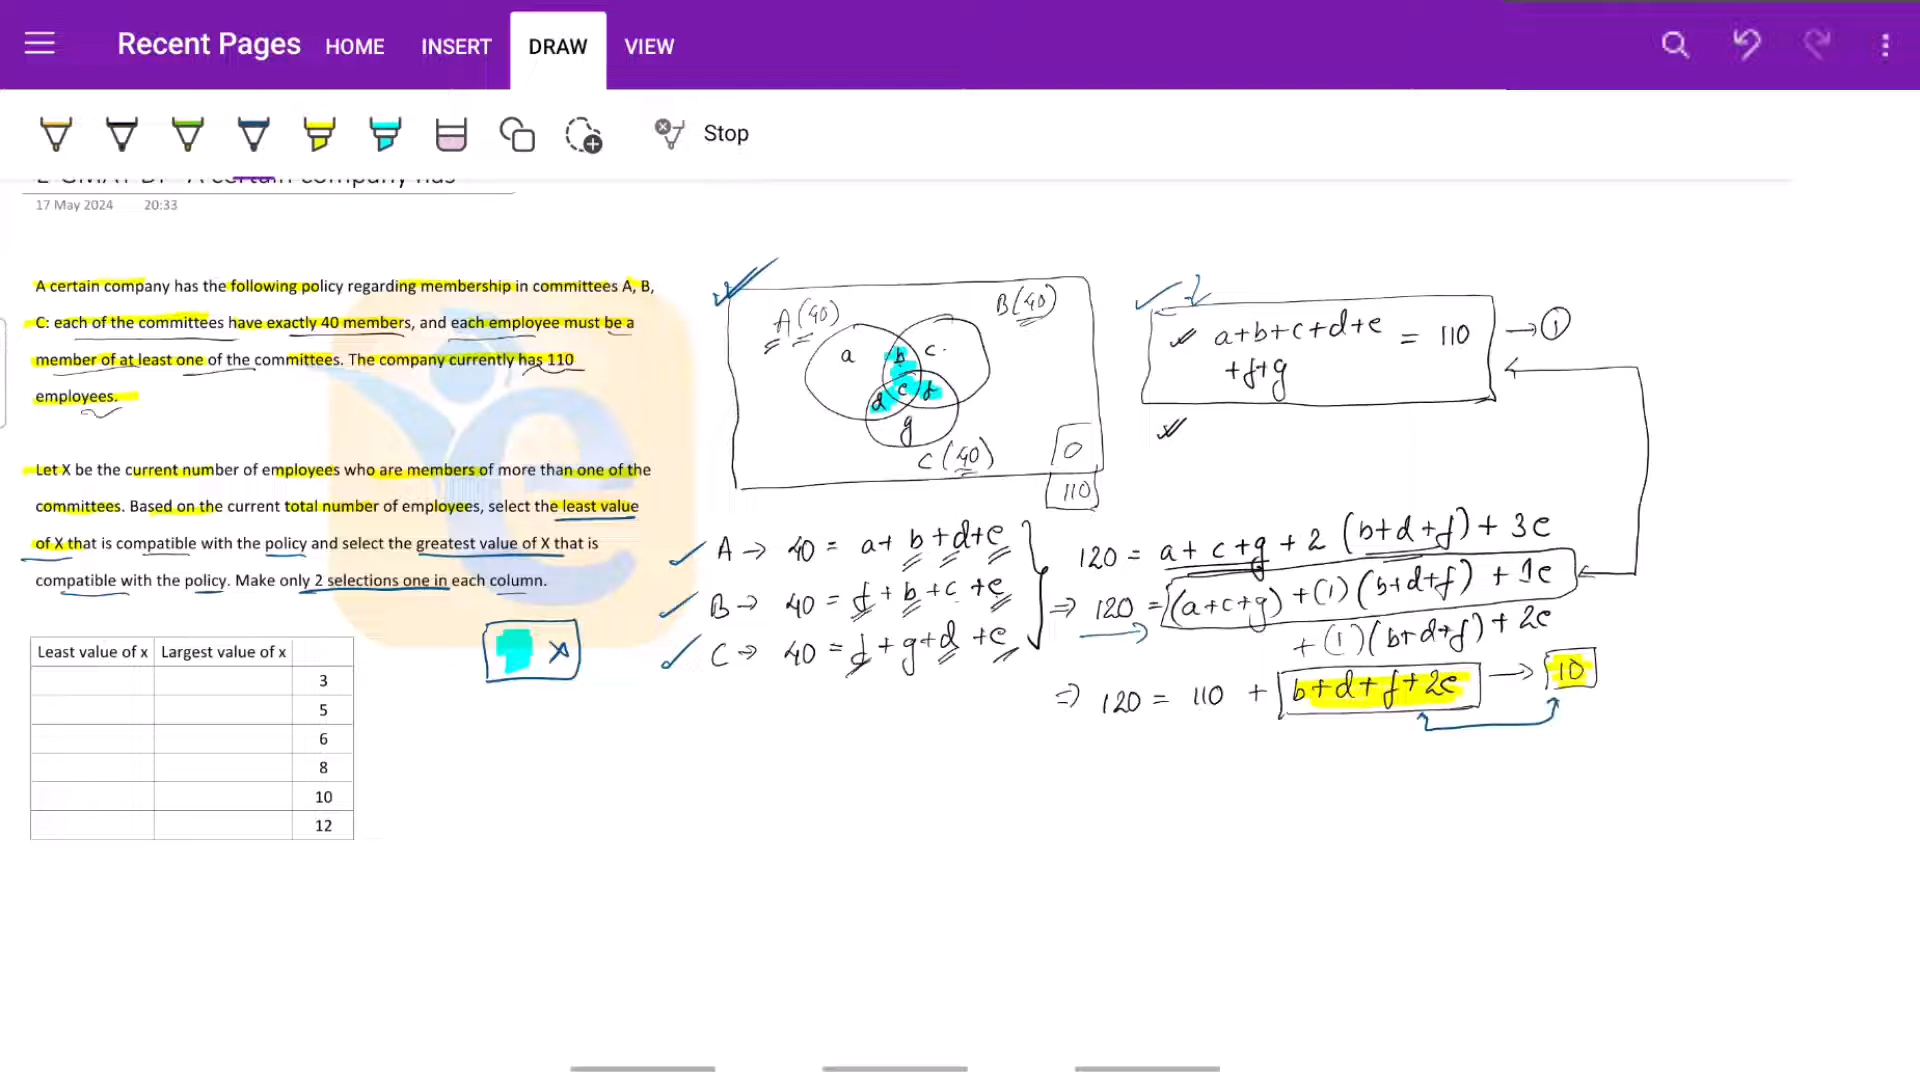 Recent Pages HOME INSERT DRAW VIEW
Stop
17 May 2024 20:33
A certain company has the following policy regarding membership in committees A, B,
C: each of the committees have exactly 40 members, and each employee must be a
member of at least one of the committees. The company currently has 110
employees.
Let X be the current number of employees who are members of more than one of the
committees. Based on the current total number of employees, select the least value
of X that is compatible with the policy and select the greatest value of X that is
compatible with the policy. Make only 2 selections one in each column.
Least value of x Largest value of x
3
5
6
8
10
12
x
A(40)
B(40)
a b c
d e f
g
C(40)
0
110
a+b+c+d+e
+f+g = 110 → ①
A → 40 = a+ b+d+e
B → 40 = f+b+c+e
C → 40 = f+g+d+e
120 = a+c+g + 2 (b+d+f) + 3e
⇒ 120 = (a+c+g) + (1) (b+d+f) + 1e
+ (1) (b+d+f) + 2e
⇒ 120 = 110 + b+d+f+2e → 10